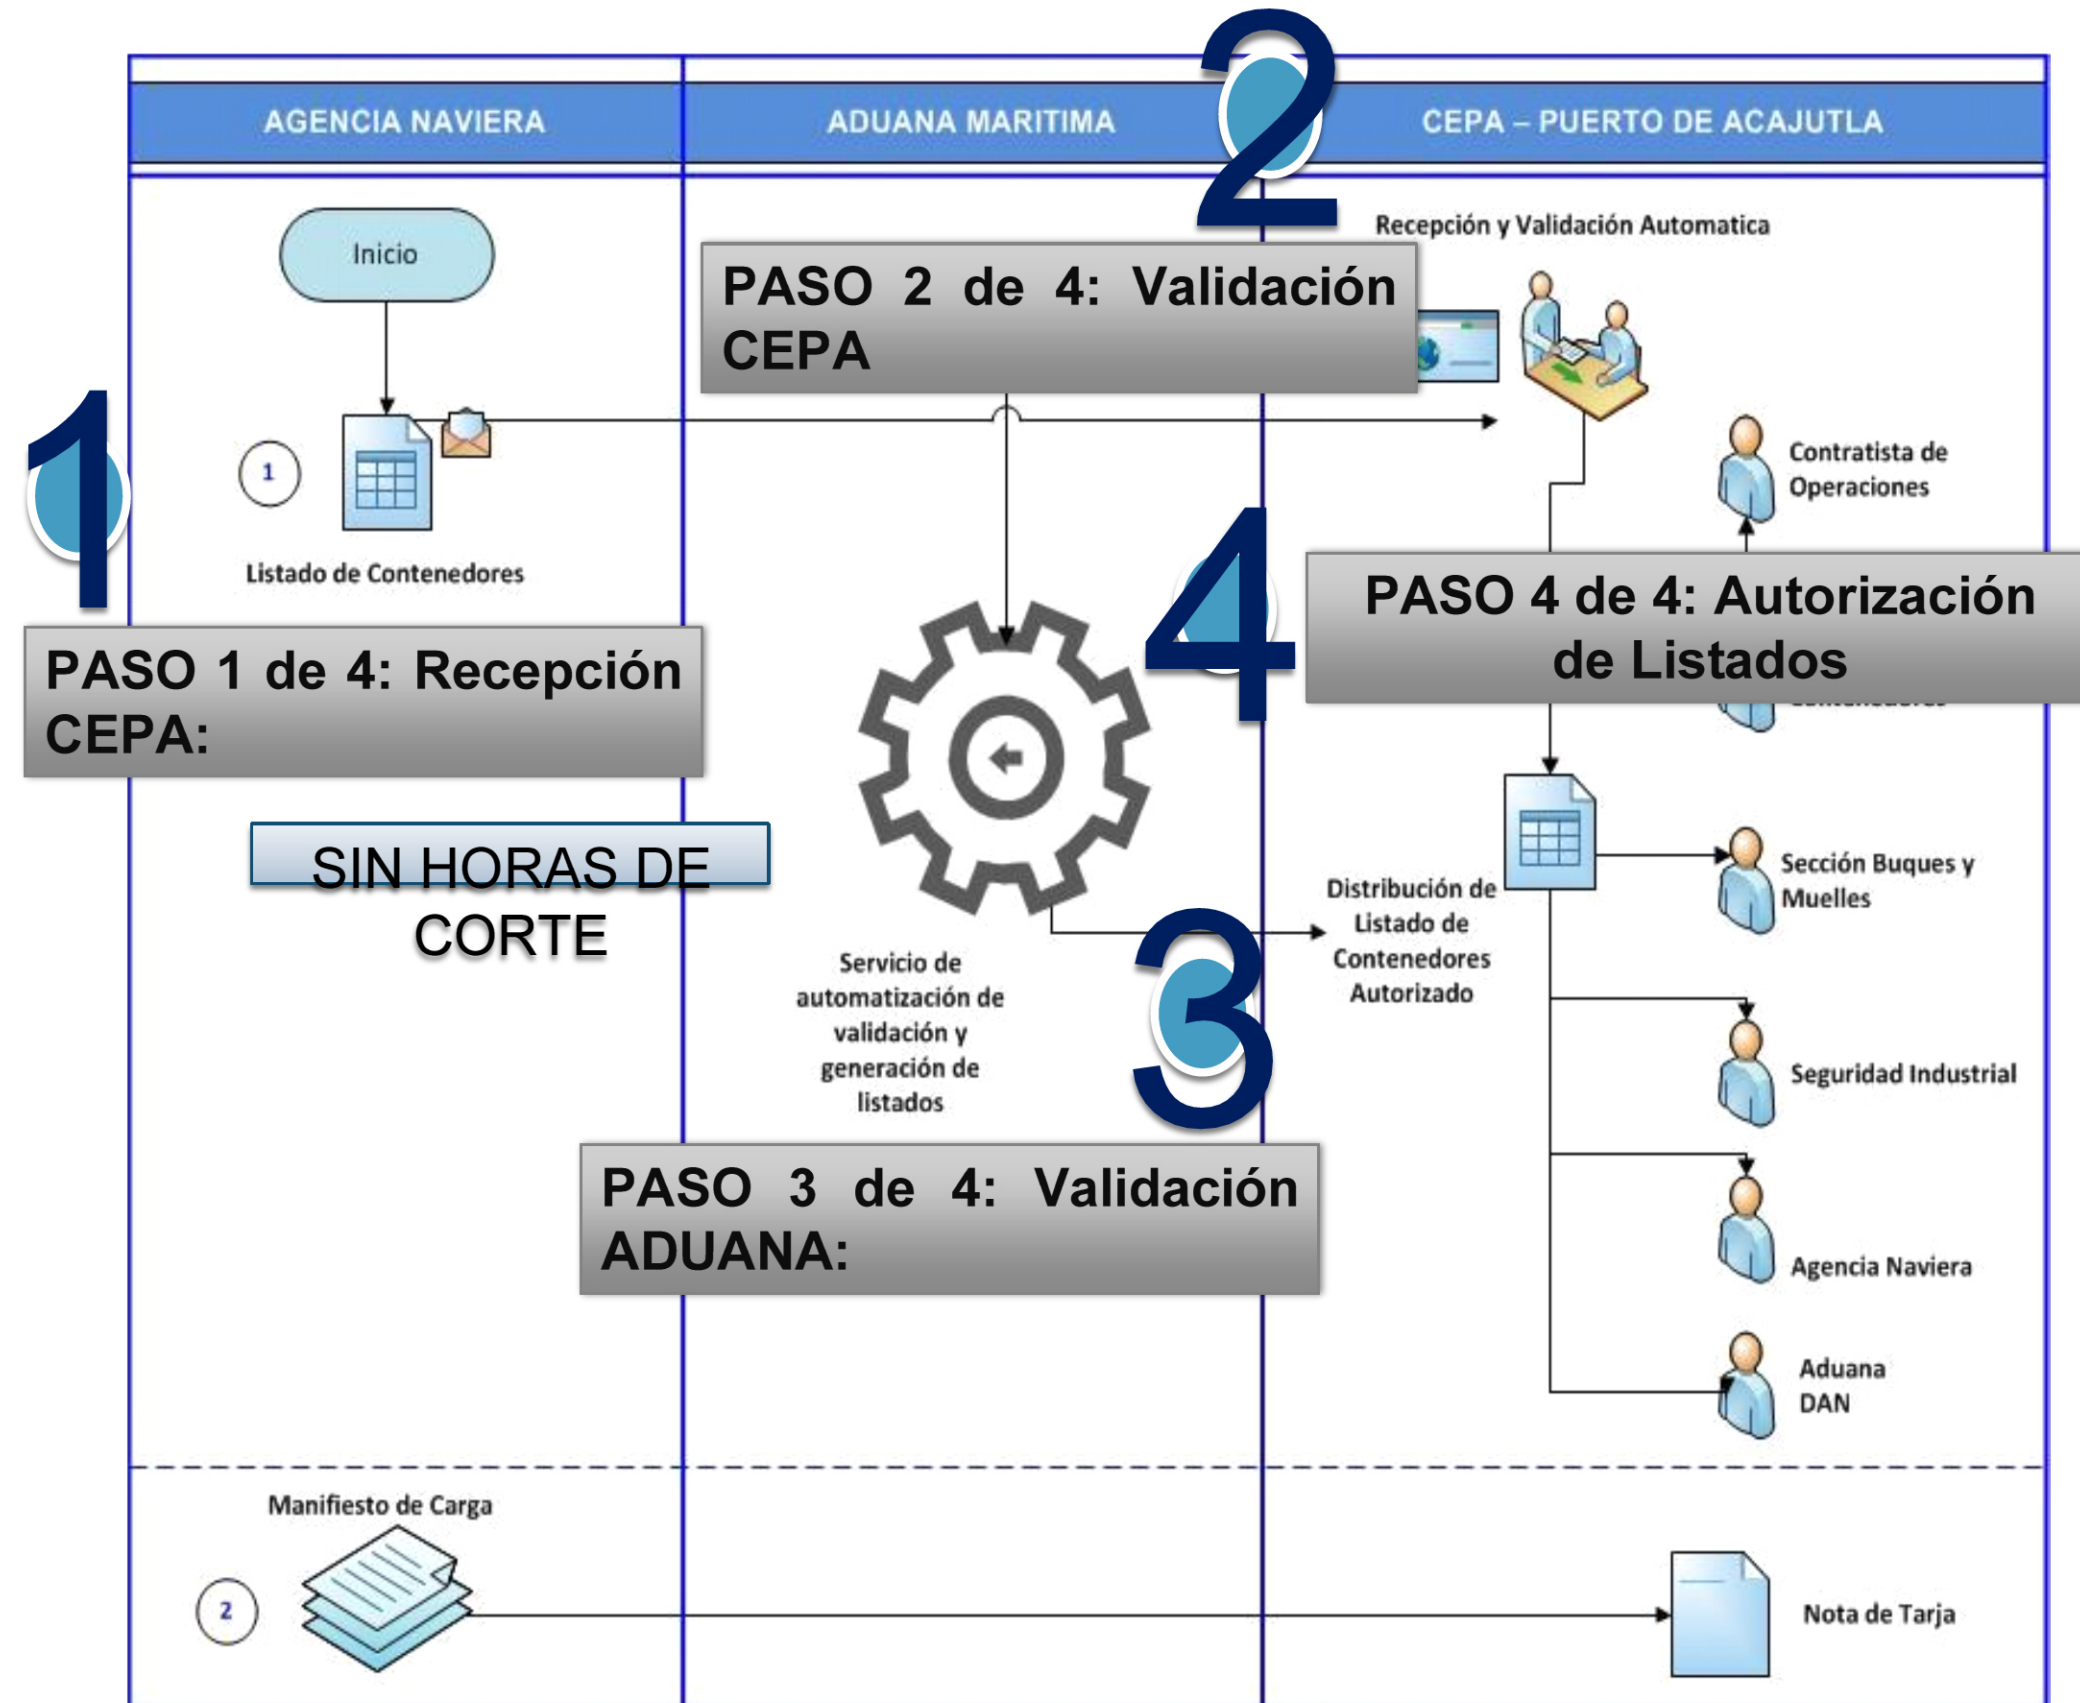 AGENCIA NAVIERA
ADUANA MARITIMA
CEPA – PUERTO DE ACAJUTLA
2
Inicio
Recepción y Validación Automatica
PASO 2 de 4: Validación
CEPA
1
1
Listado de Contenedores
Contratista de
Operaciones
PASO 1 de 4: Recepción
CEPA:
4
PASO 4 de 4: Autorización
de Listados
SIN HORAS DE
CORTE
Sección Buques y
Muelles
Distribución de
Listado de
Contenedores
Autorizado
3
Servicio de
automatización de
validación y
generación de
listados
Seguridad Industrial
PASO 3 de 4: Validación
ADUANA:
Agencia Naviera
Aduana
DAN
Manifiesto de Carga
2
Nota de Tarja